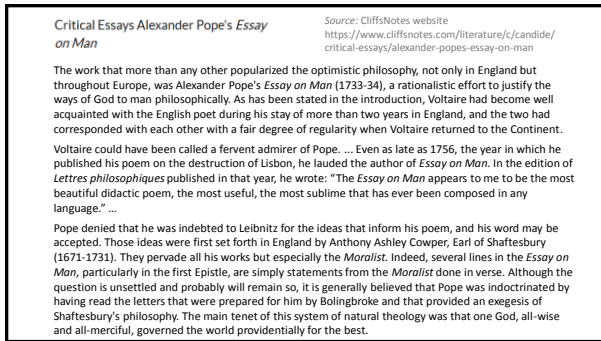 Critical Essays Alexander Pope's Essay
on Man
Source: CliffsNotes website
https://www.cliffsnotes.com/literature/c/candide/
critical-essays/alexander-popes-essay-on-man
The work that more than any other popularized the optimistic philosophy, not only in England but
throughout Europe, was Alexander Pope's Essay on Man (1733-34), a rationalistic effort to justify the
ways of God to man philosophically. As has been stated in the introduction, Voltaire had become well
acquainted with the English poet during his stay of more than two years in England, and the two had
corresponded with each other with a fair degree of regularity when Voltaire returned to the Continent.
Voltaire could have been called a fervent admirer of Pope. ... Even as late as 1756, the year in which he
published his poem on the destruction of Lisbon, he lauded the author of Essay on Man. In the edition of
Lettres philosophiques published in that year, he wrote: “The Essay on Man appears to me to be the most
beautiful didactic poem, the most useful, the most sublime that has ever been composed in any
language.” ...
Pope denied that he was indebted to Leibnitz for the ideas that inform his poem, and his word may be
accepted. Those ideas were first set forth in England by Anthony Ashley Cowper, Earl of Shaftesbury
(1671-1731). They pervade all his works but especially the Moralist. Indeed, several lines in the Essay on
Man, particularly in the first Epistle, are simply statements from the Moralist done in verse. Although the
question is unsettled and probably will remain so, it is generally believed that Pope was indoctrinated by
having read the letters that were prepared for him by Bolingbroke and that provided an exegesis of
Shaftesbury's philosophy. The main tenet of this system of natural theology was that one God, all-wise
and all-merciful, governed the world providentially for the best.